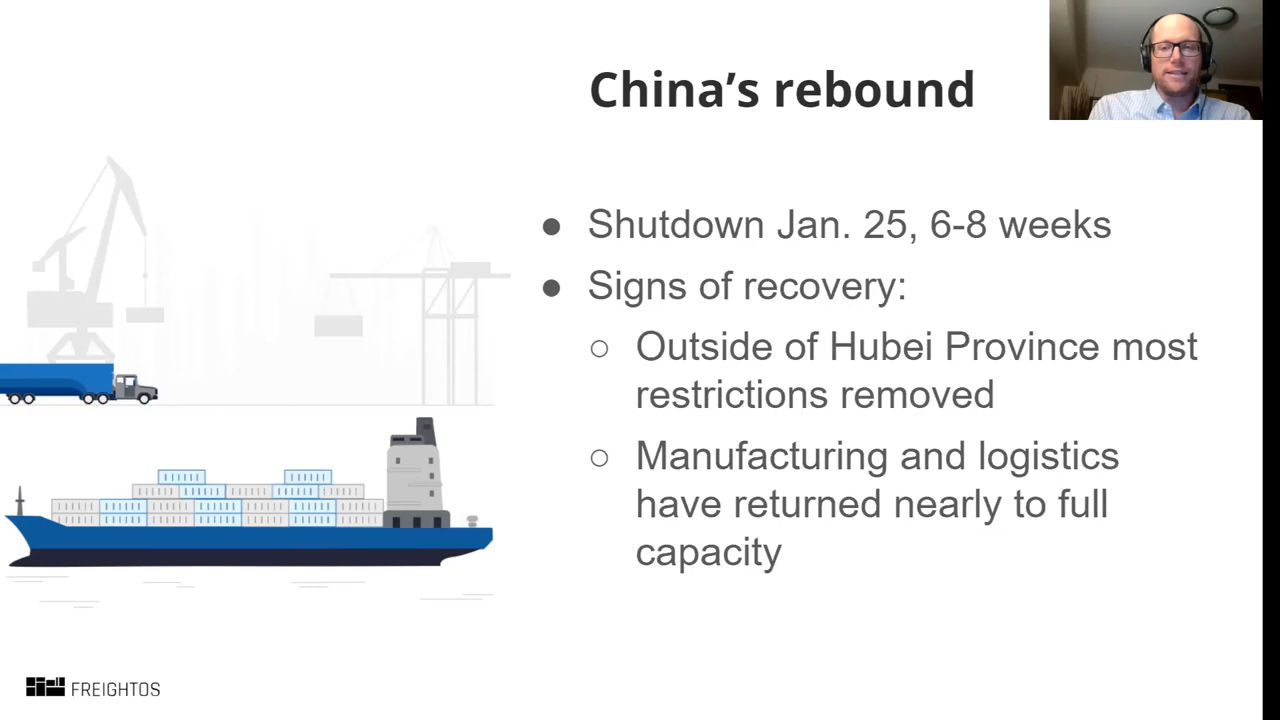 China’s rebound
● Shutdown Jan. 25, 6-8 weeks
● Signs of recovery:
○ Outside of Hubei Province most
restrictions removed
○ Manufacturing and logistics
have returned nearly to full
capacity
FREIGHTOS